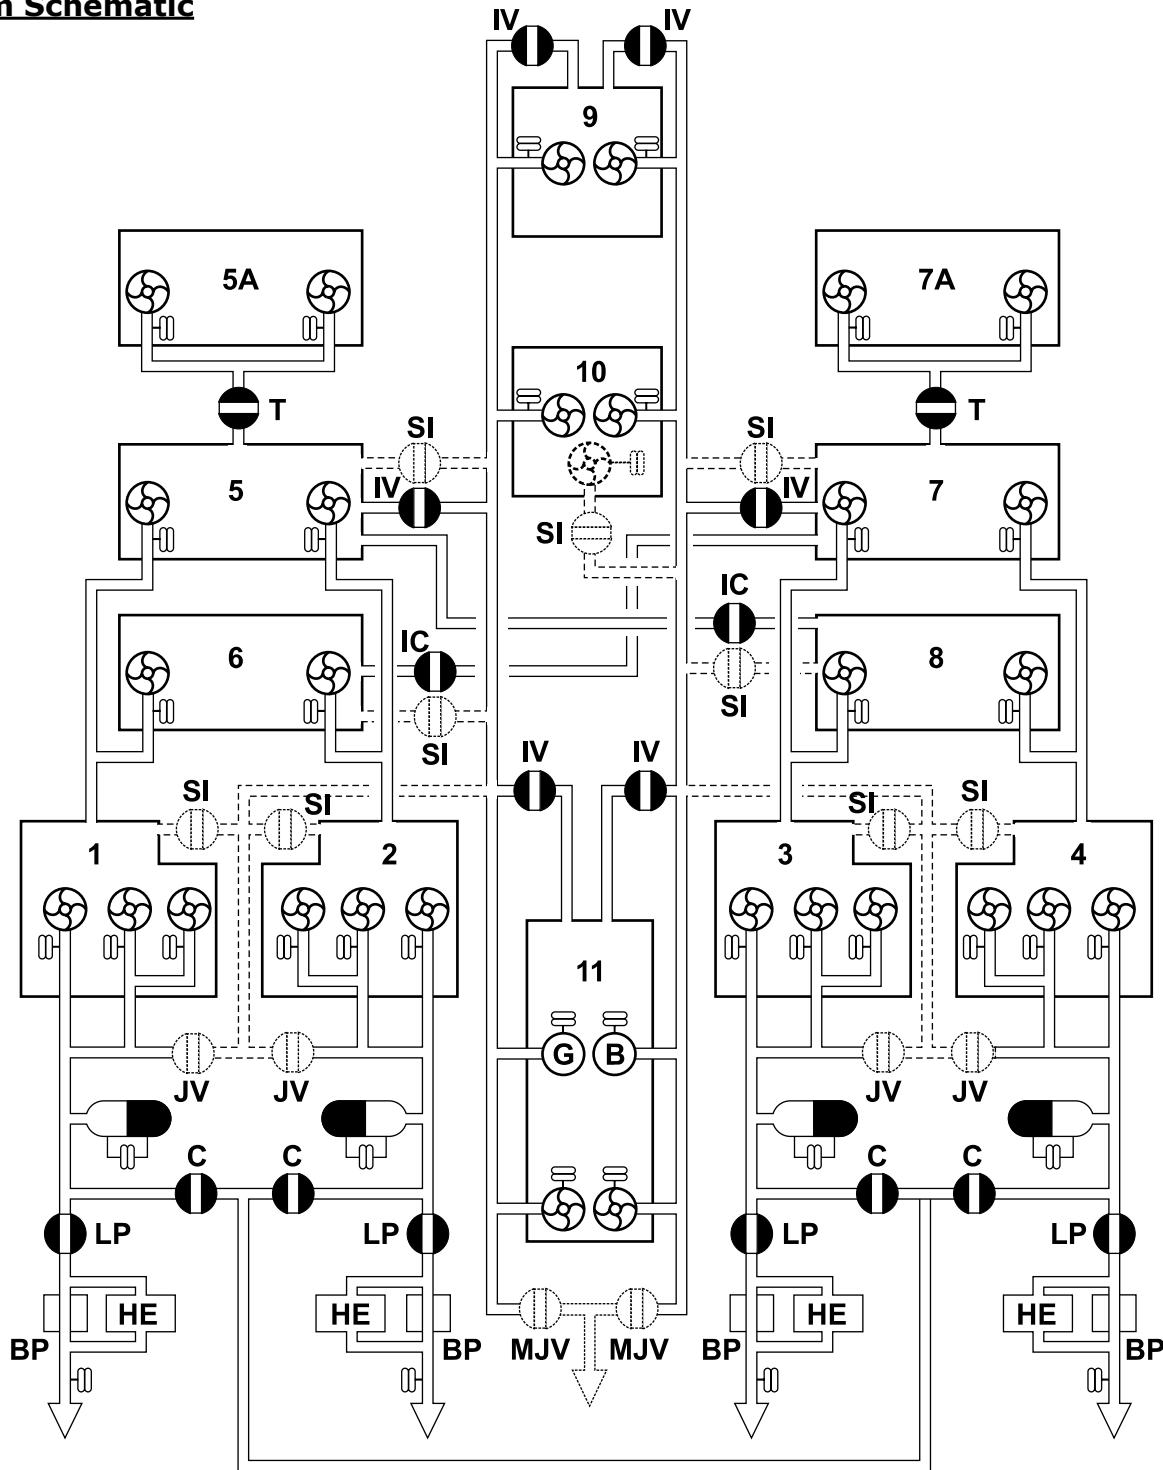 m Schematic
IV IV
9
5A 7A
10
T T
SI SI
5 IV IV 7
SI
IC
6 IC 8
SI SI
IV IV
SI SI SI SI
1 2 3 4
11
G B
JV JV JV JV
C C C C
LP LP LP LP
HE HE HE HE
BP BP MJV MJV BP BP